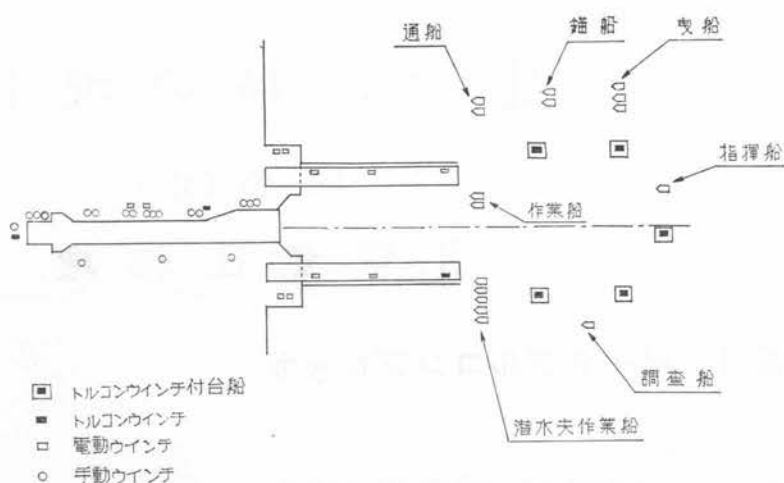 通船
錨船
曳船
指揮船
作業船
調査船
潜水夫作業船
トルコンウインチ付台船
トルコンウインチ
電動ウインチ
手動ウインチ